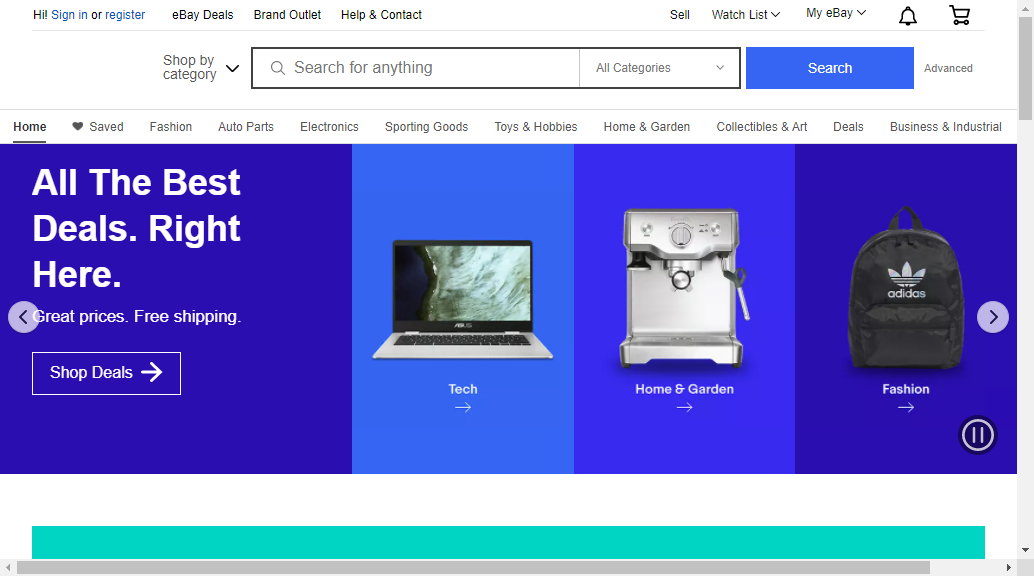 Hi! Sign in or register eBay Deals Brand Outlet Help & Contact Sell Watch List My eBay
Shop by category
Search for anything All Categories Search Advanced
Home Saved Fashion Auto Parts Electronics Sporting Goods Toys & Hobbies Home & Garden Collectibles & Art Deals Business & Industrial
All The Best
Deals. Right
Here.
Great prices. Free shipping.
Shop Deals
ASUS
Tech
Home & Garden
adidas
Fashion